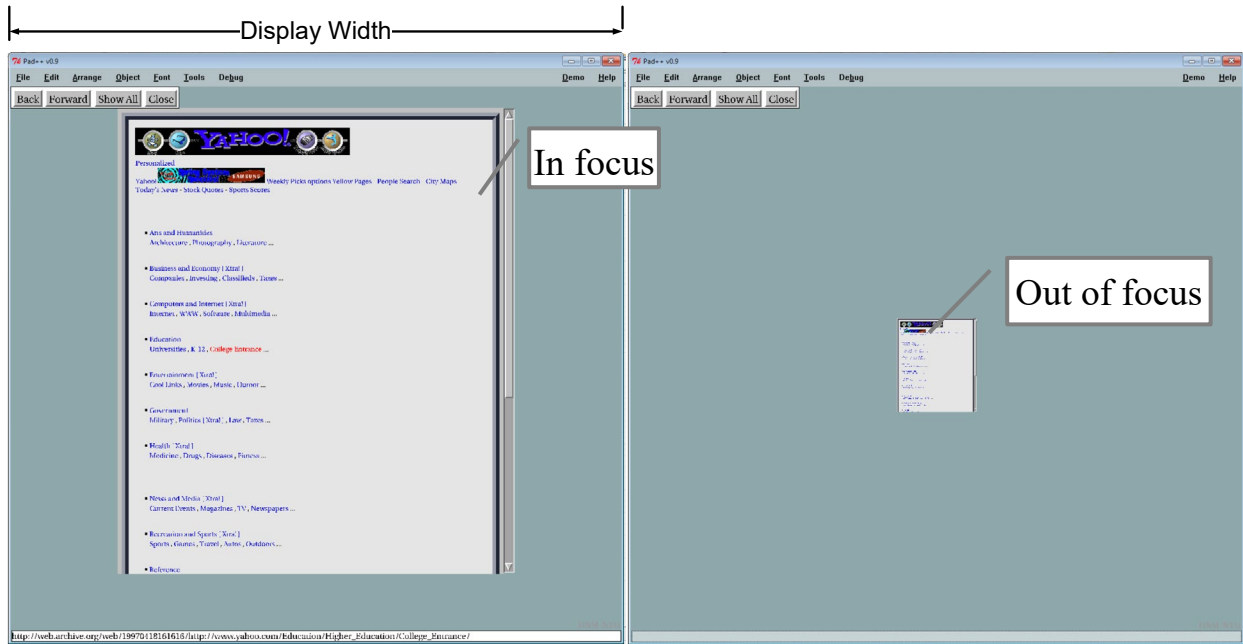 Display Width
Pad++ v0.9
File Edit Arrange Object Font Tools Debug Demo Help
Back Forward Show All Close
YAHOO!
Personalized
Yahoo! SAMSUNG Weekly Picks options Yellow Pages - People Search - City Maps
Today's News - Stock Quotes - Sports Scores
In focus
• Arts and Humanities
Architecture , Photography , Literature ...
• Business and Economy [Xtra!]
Companies , Investing , Classifieds , Taxes ...
• Computers and Internet [Xtra!]
Internet , WWW , Software , Multimedia ...
• Education
Universities , K-12 , College Entrance ...
• Entertainment [Xtra!]
Cool Links , Movies , Music , Humor ...
• Government
Military , Politics [Xtra!] , Law , Taxes ...
• Health [Xtra!]
Medicine , Drugs , Diseases , Fitness ...
• News and Media [Xtra!]
Current Events , Magazines , TV , Newspapers ...
• Recreation and Sports [Xtra!]
Sports , Games , Travel , Autos , Outdoors ...
• Reference
http://web.archive.org/web/19970418161616/http://www.yahoo.com/Education/Higher_Education/College_Entrance/
Pad++ v0.9
File Edit Arrange Object Font Tools Debug Demo Help
Back Forward Show All Close
Out of focus